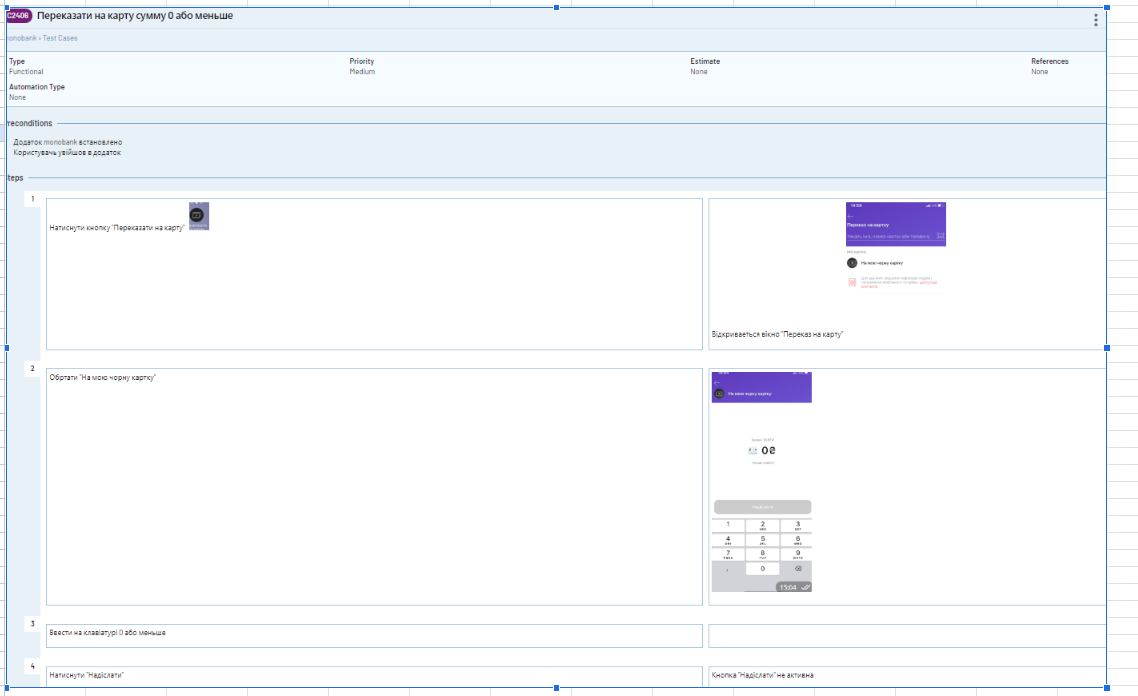 C2406 Переказати на карту сумму 0 або меньше
monobank › Test Cases
Type
Functional
Priority
Medium
Estimate
None
References
None
Automation Type
None
reconditions
Додаток monobank встановлено
Користувачь увійшов в додаток
teps
1
Натиснути кнопку "Переказати на карту"
Переказ на картку
На мою чорну картку
Відкриваеться вікно "Переказ на карту"
2
Обртати "На мою чорну картку"
На мою чорну картку
0₴
Надіслати
1 2 3
4 5 6
7 8 9
, 0
15:04
3
Ввести на клавіатурі 0 або меньше
4
Натиснути "Надіслати"
Кнопка "Надіслати" не активна